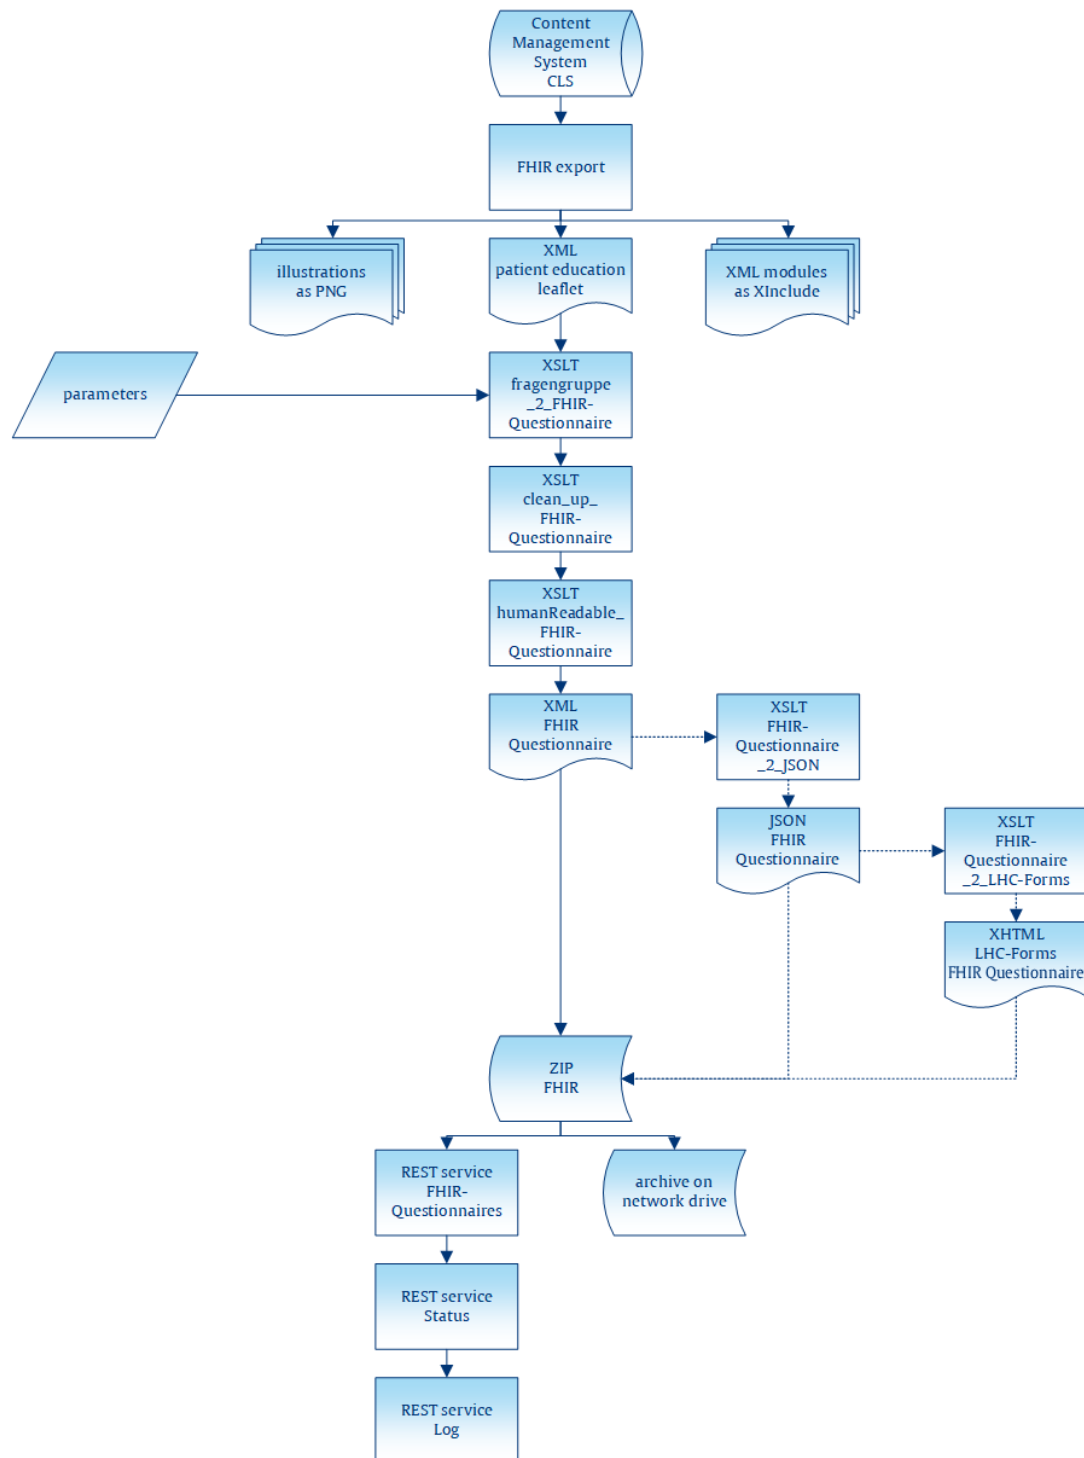 Content
Management
System
CLS
FHIR export
illustrations
as PNG
XML
patient education
leaflet
XML modules
as XInclude
parameters
XSLT
fragengruppe
_2_FHIR-
Questionnaire
XSLT
clean_up_
FHIR-
Questionnaire
XSLT
humanReadable_
FHIR-
Questionnaire
XML
FHIR
Questionnaire
XSLT
FHIR-
Questionnaire
_2_JSON
JSON
FHIR
Questionnaire
XSLT
FHIR-
Questionnaire
_2_LHC-Forms
XHTML
LHC-Forms
FHIR Questionnaire
ZIP
FHIR
REST service
FHIR-
Questionnaires
archive on
network drive
REST service
Status
REST service
Log